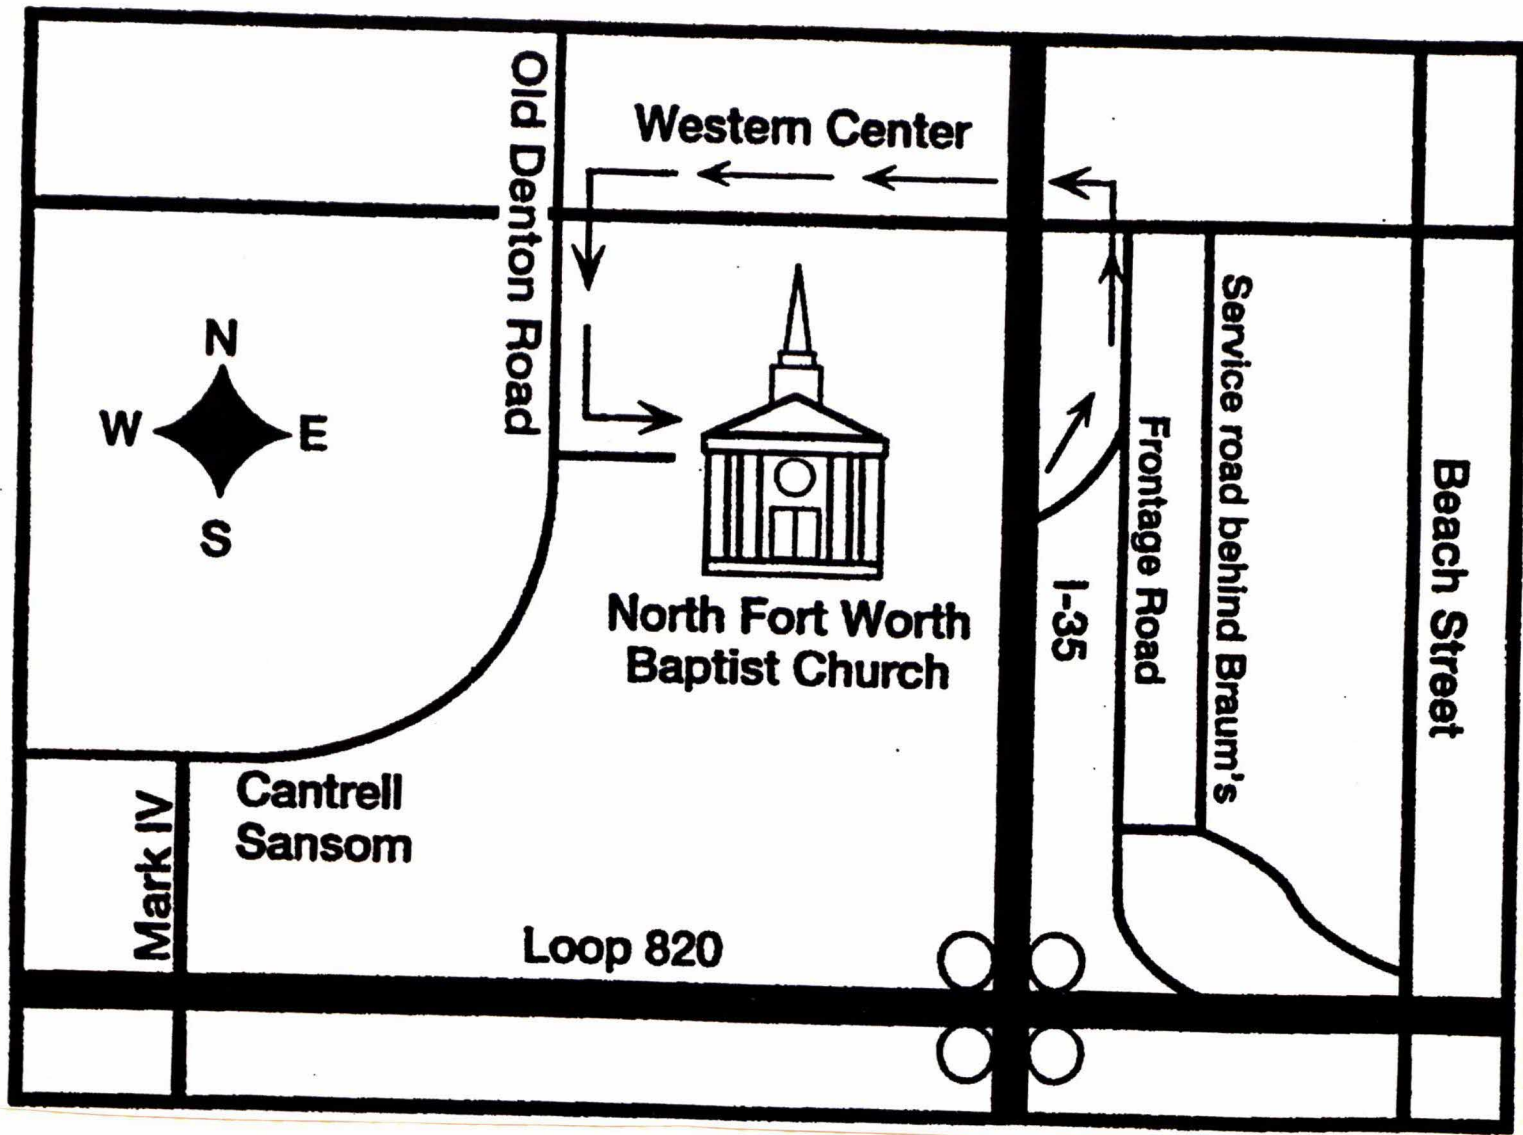 Old Denton Road
Western Center
N
W
E
S
Service road behind Braum's
Frontage Road
Beach Street
I-35
North Fort Worth
Baptist Church
Cantrell
Sansom
Mark IV
Loop 820